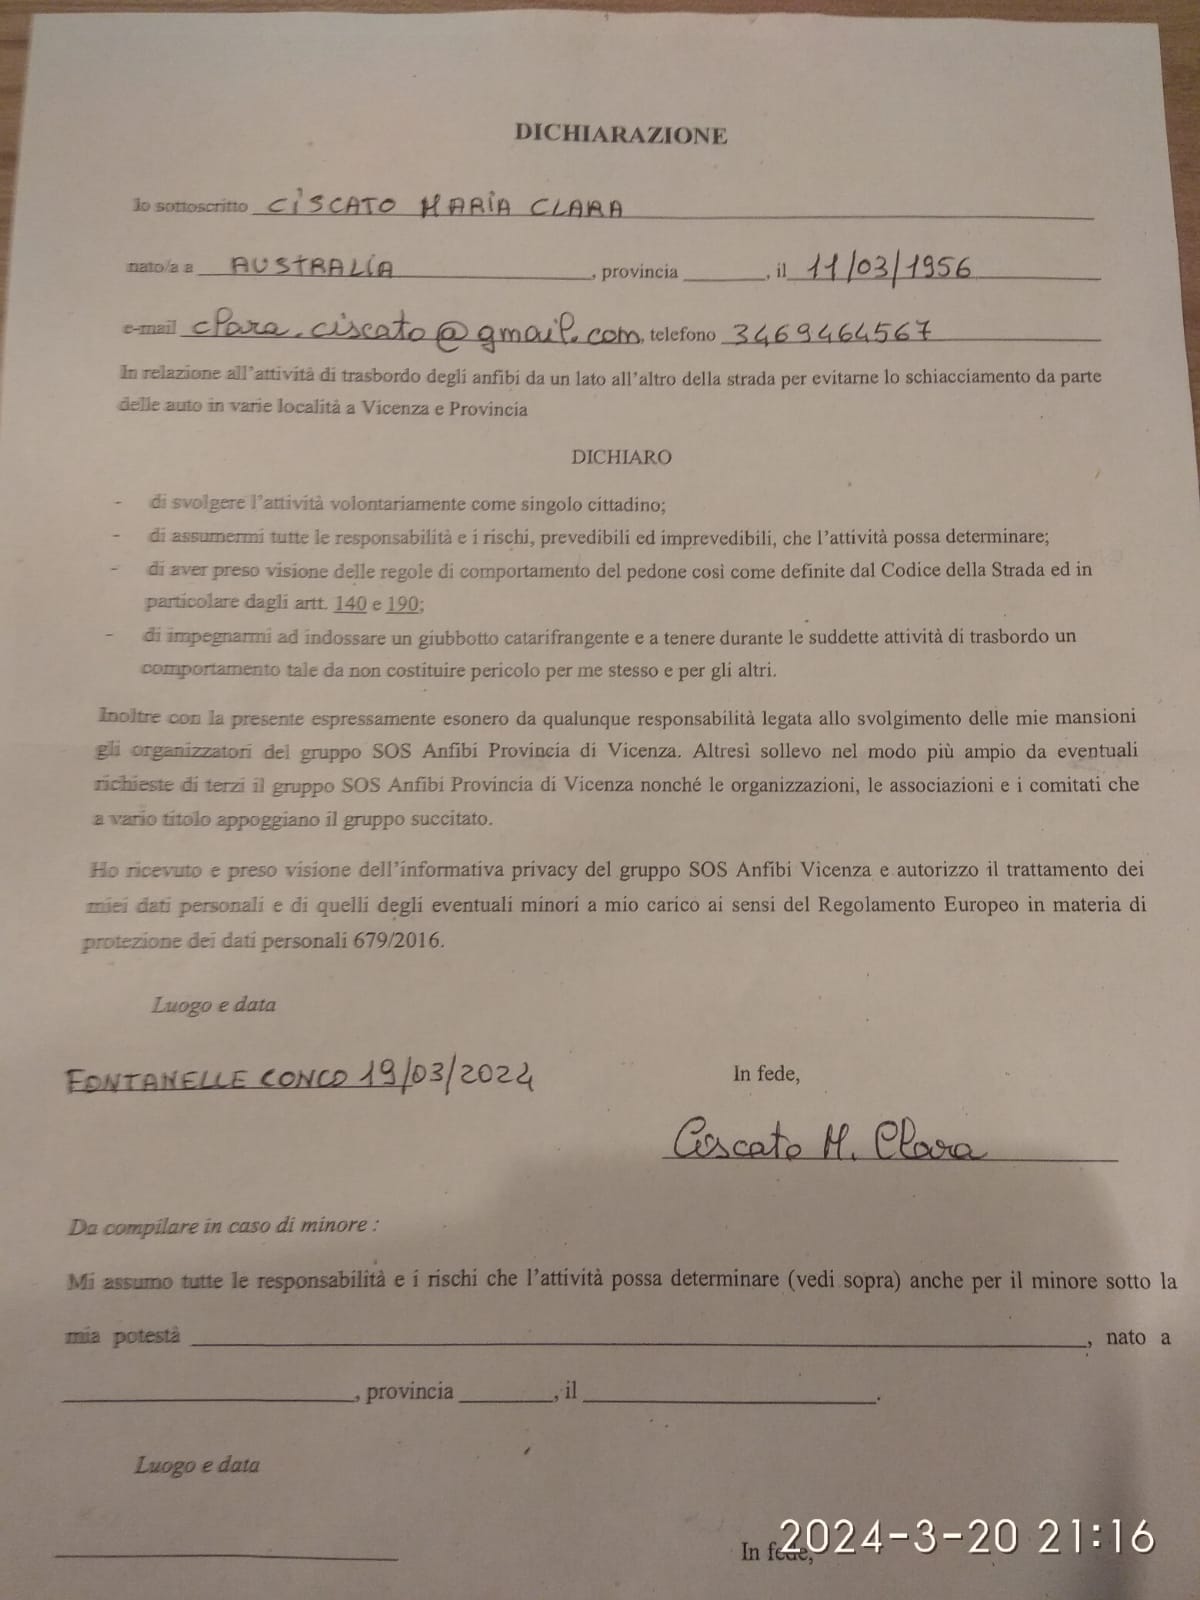 DICHIARAZIONE
Io sottoscritto CISCATO MARIA CLARA
nato/a a AUSTRALIA, provincia ______, il 11/03/1956
e-mail clara.ciscato@gmail.com, telefono 3469464567
In relazione all'attività di trasbordo degli anfibi da un lato all'altro della strada per evitarne lo schiacciamento da parte
delle auto in varie località a Vicenza e Provincia
DICHIARO
- di svolgere l'attività volontariamente come singolo cittadino;
- di assumermi tutte le responsabilità e i rischi, prevedibili ed imprevedibili, che l'attività possa determinare;
- di aver preso visione delle regole di comportamento del pedone così come definite dal Codice della Strada ed in
particolare dagli artt. 140 e 190;
- di impegnarmi ad indossare un giubbotto catarifrangente e a tenere durante le suddette attività di trasbordo un
comportamento tale da non costituire pericolo per me stesso e per gli altri.
Inoltre con la presente espressamente esonero da qualunque responsabilità legata allo svolgimento delle mie mansioni
gli organizzatori del gruppo SOS Anfibi Provincia di Vicenza. Altresì sollevo nel modo più ampio da eventuali
richieste di terzi il gruppo SOS Anfibi Provincia di Vicenza nonché le organizzazioni, le associazioni e i comitati che
a vario titolo appoggiano il gruppo succitato.
Ho ricevuto e preso visione dell'informativa privacy del gruppo SOS Anfibi Vicenza e autorizzo il trattamento dei
miei dati personali e di quelli degli eventuali minori a mio carico ai sensi del Regolamento Europeo in materia di
protezione dei dati personali 679/2016.
Luogo e data
FONTANELLE CONCO 19/03/2024
In fede,
Ciscato M. Clara
Da compilare in caso di minore :
Mi assumo tutte le responsabilità e i rischi che l'attività possa determinare (vedi sopra) anche per il minore sotto la
mia potestà ______, nato a
______, provincia ______, il ______.
Luogo e data
In fede,
2024-3-20 21:16